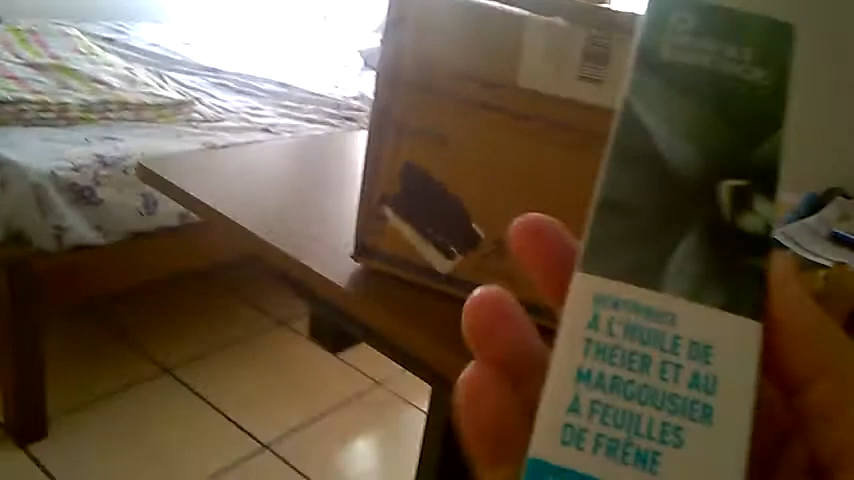 DENTIFRICE
À L'HUILE DE
THEIER ET AU
MARGOUSIER
À FEUILLES
DE FRÊNE